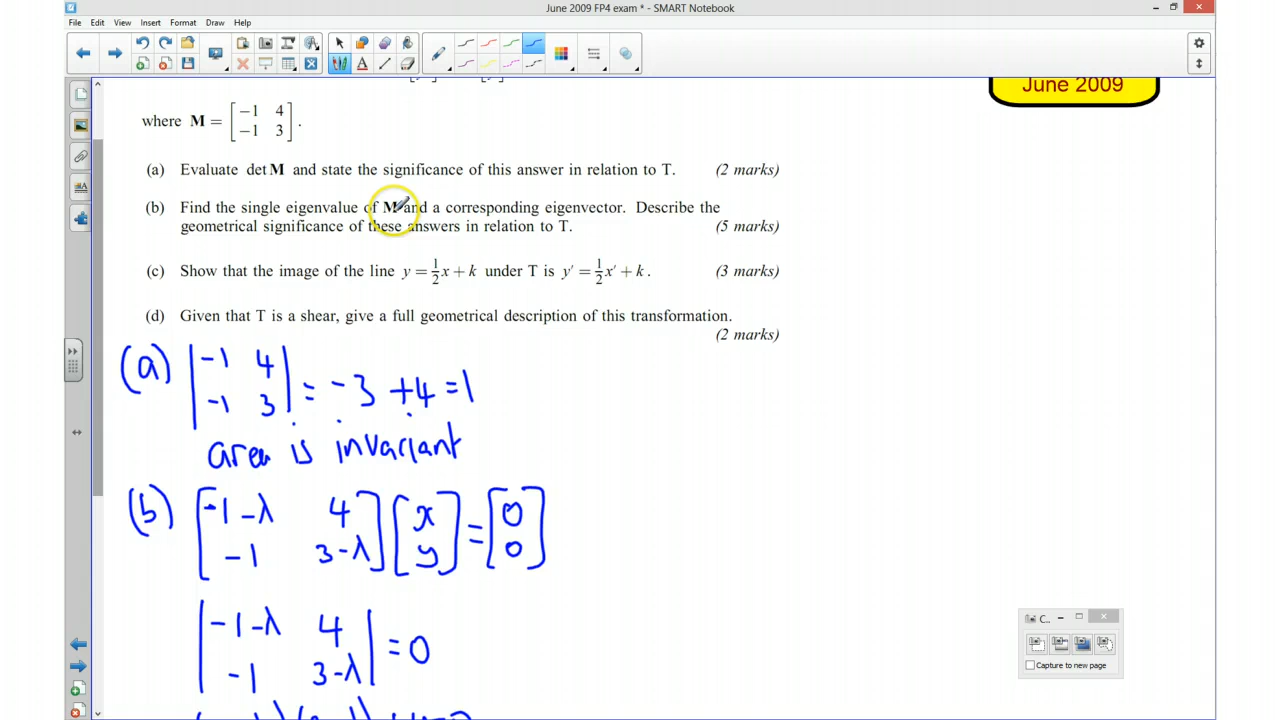 June 2009 FP4 exam * - SMART Notebook
File Edit View Insert Format Draw Help
June 2009
where M = [ −1 4
−1 3 ] .
(a) Evaluate det M and state the significance of this answer in relation to T. (2 marks)
(b) Find the single eigenvalue of M and a corresponding eigenvector. Describe the
geometrical significance of these answers in relation to T. (5 marks)
(c) Show that the image of the line y = 1/2 x + k under T is y′ = 1/2 x′ + k . (3 marks)
(d) Given that T is a shear, give a full geometrical description of this transformation.
(2 marks)
(a) | -1 4
-1 3 | = -3 +4 = 1
area is invariant
(b) [ -1-λ 4
-1 3-λ ] [ x
y ] = [ 0
0 ]
| -1-λ 4
-1 3-λ | = 0
C..
Capture to new page